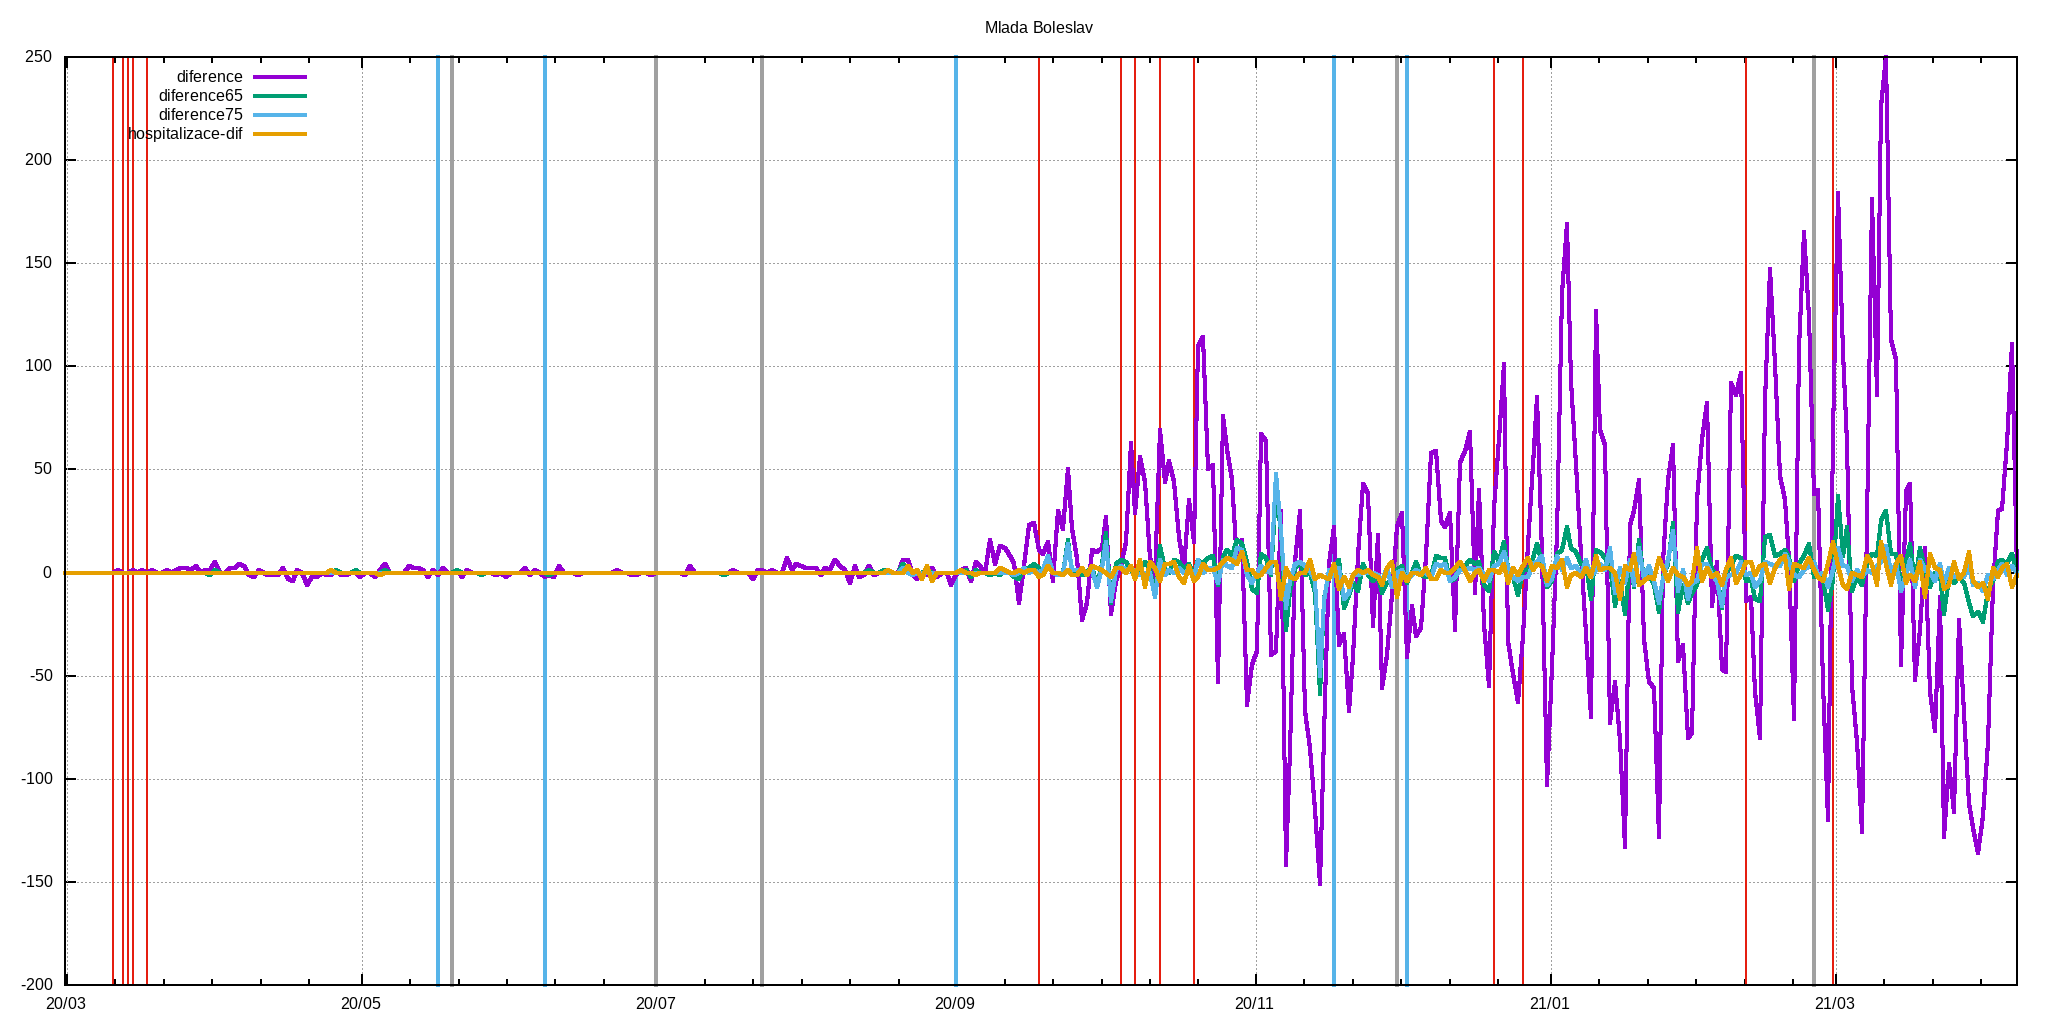 Mlada Boleslav
diference
diference65
diference75
hospitalizace-dif
250
200
150
100
50
0
-50
-100
-150
-200
20/03 20/05 20/07 20/09 20/11 21/01 21/03